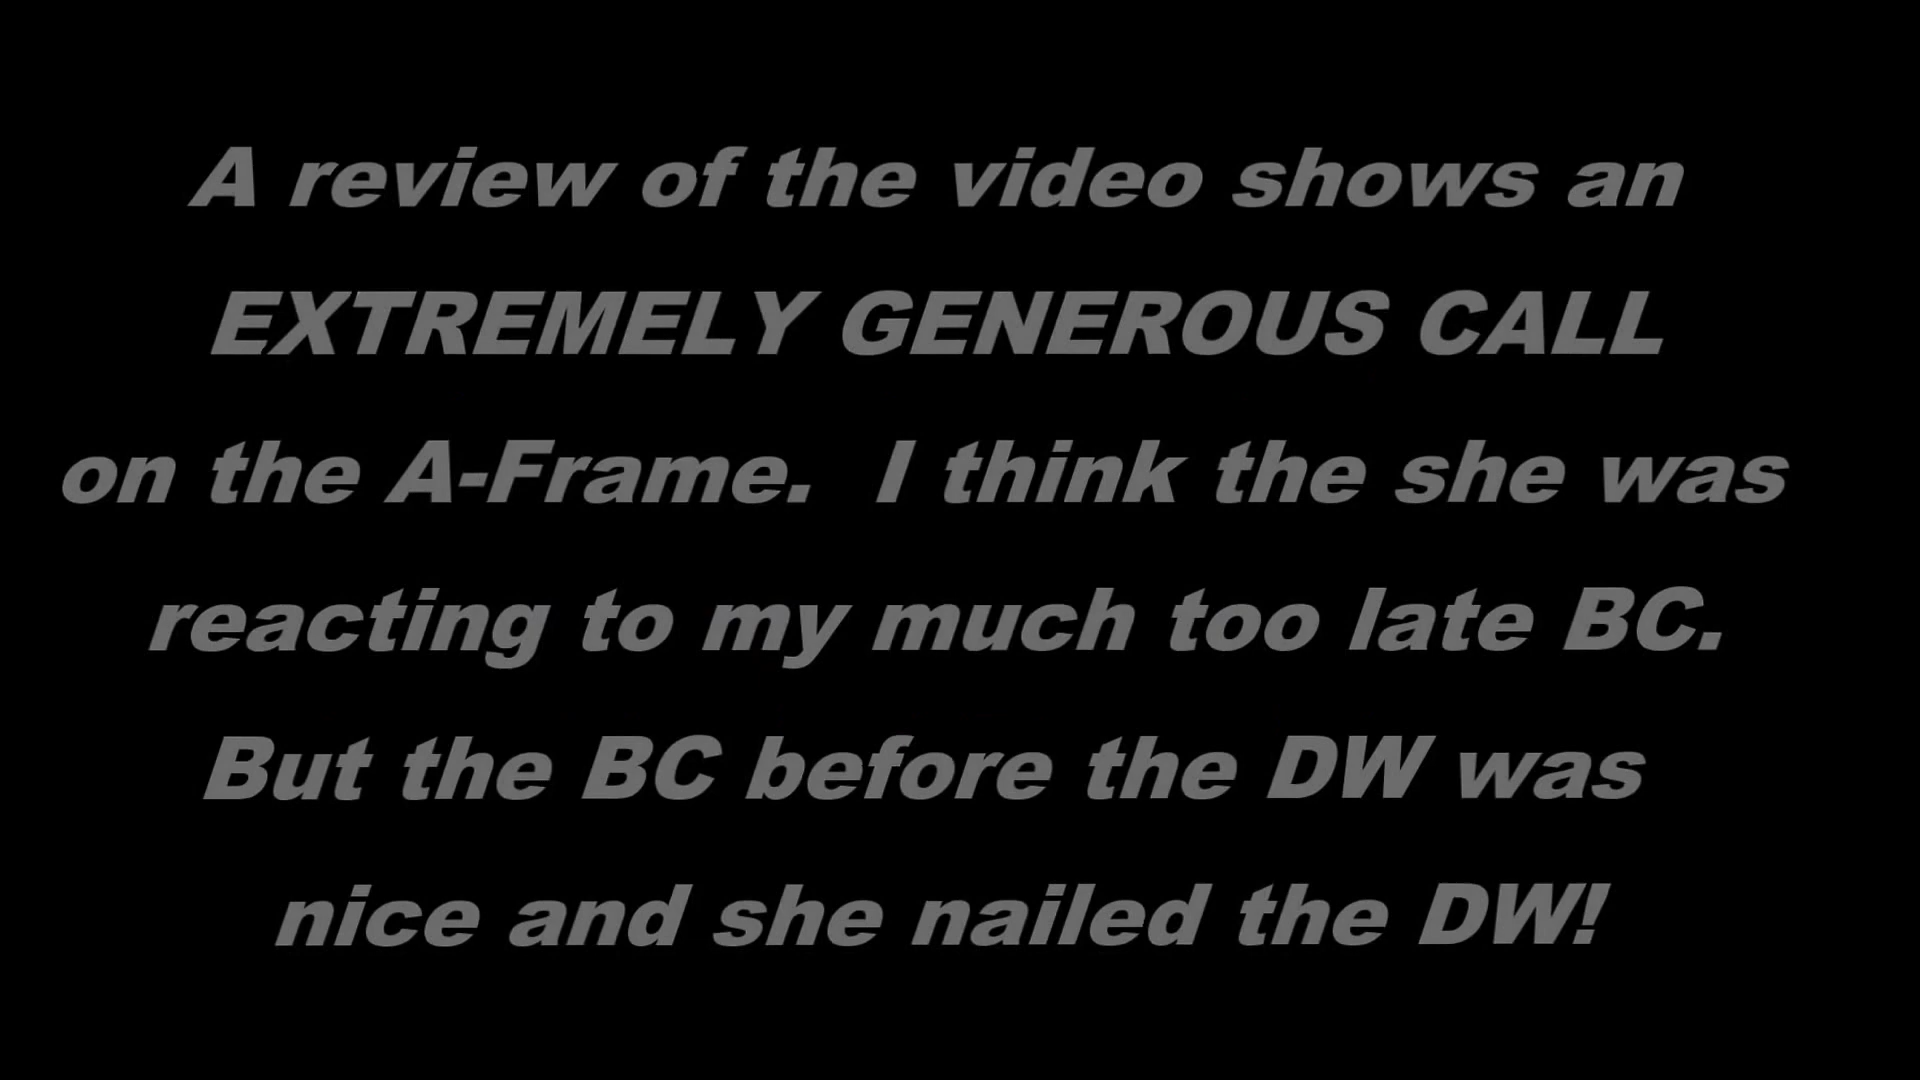 A review of the video shows an
EXTREMELY GENEROUS CALL
on the A-Frame.  I think the she was
reacting to my much too late BC.
But the BC before the DW was
nice and she nailed the DW!